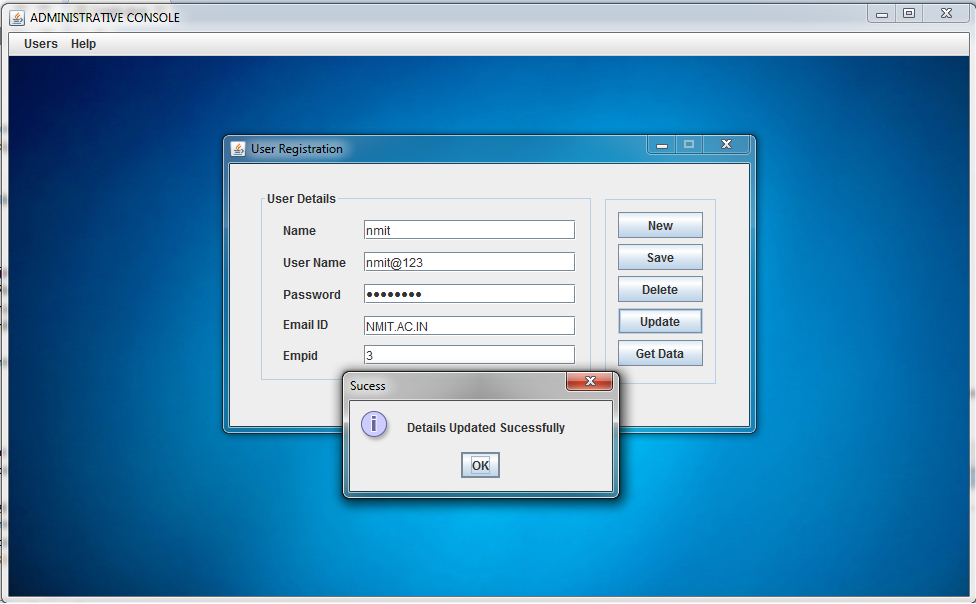 ADMINISTRATIVE CONSOLE
Users Help
User Registration
User Details
Name nmit
User Name nmit@123
Password ●●●●●●●●
Email ID NMIT.AC.IN
Empid 3
New
Save
Delete
Update
Get Data
Sucess
Details Updated Sucessfully
OK